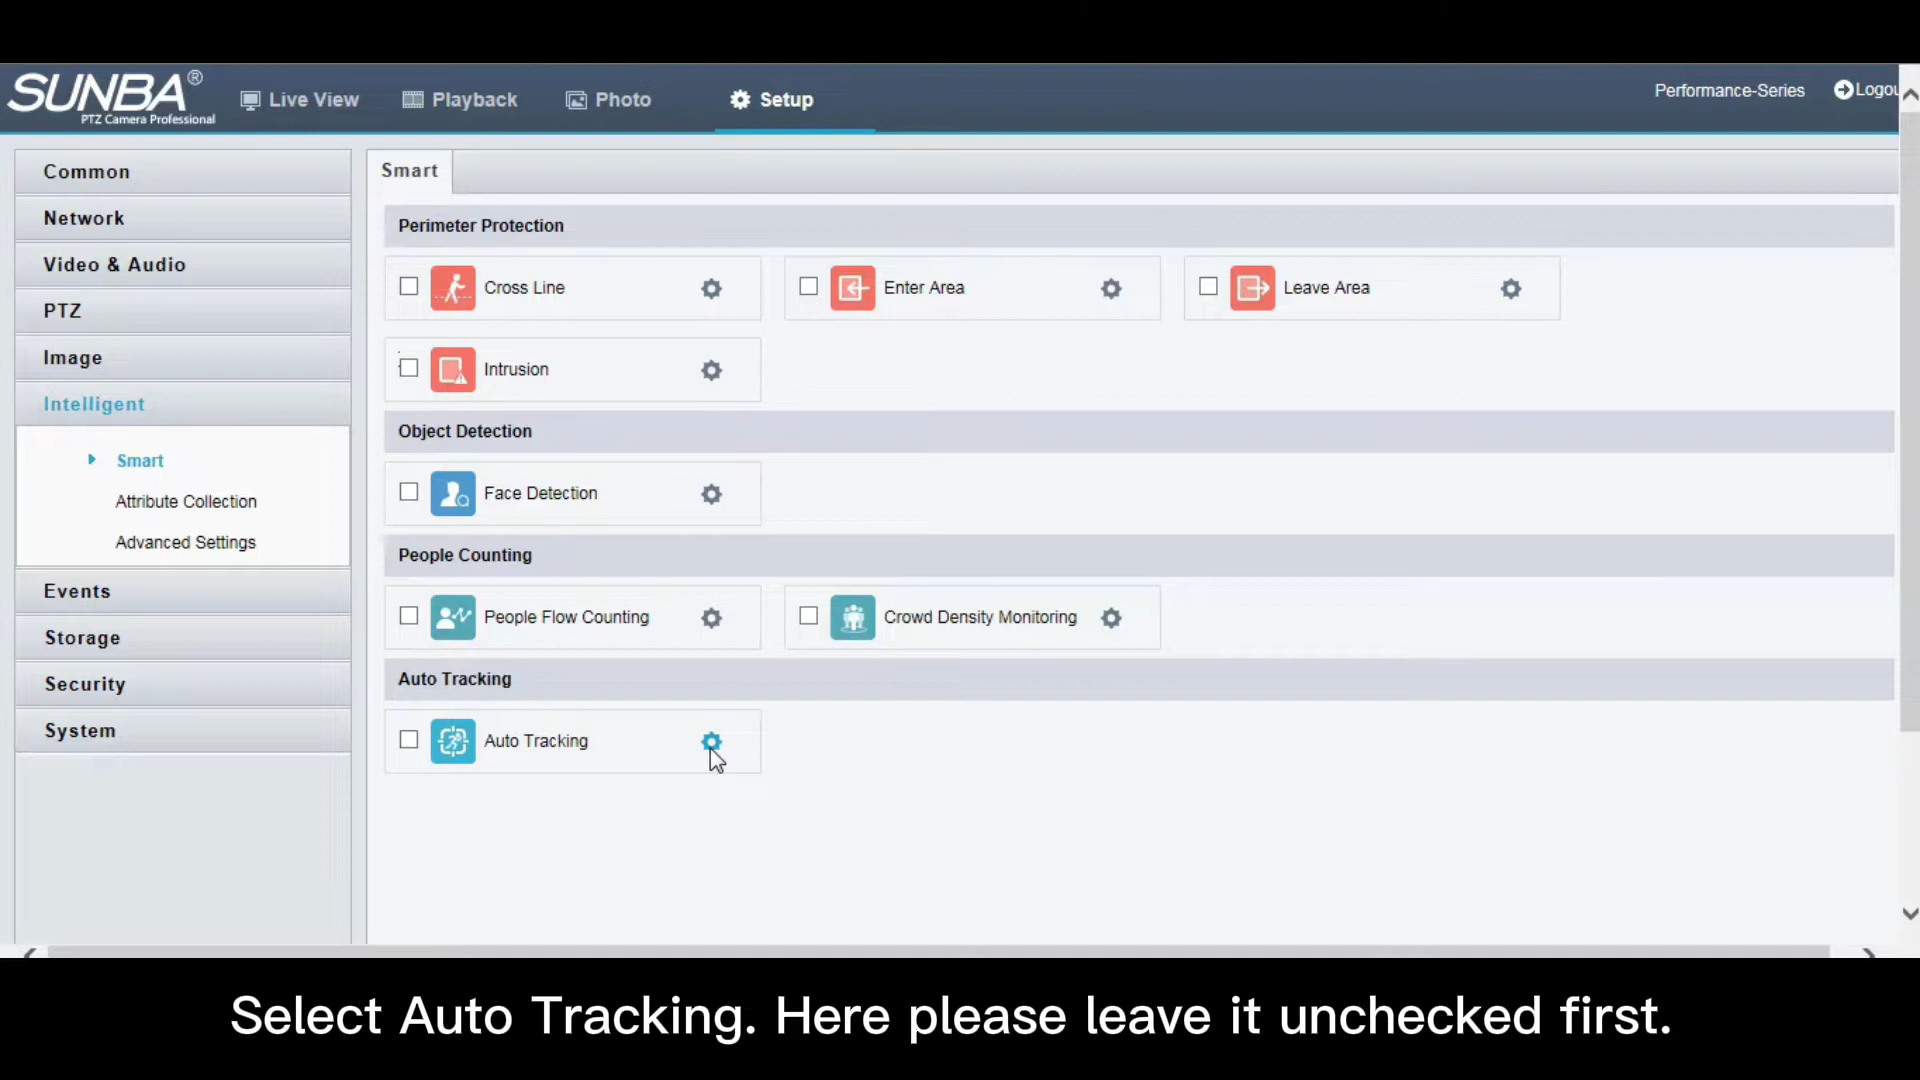 SUNBA®
PTZ Camera Professional
Live View
Playback
Photo
Setup
Performance-Series
Logou
Common
Network
Video & Audio
PTZ
Image
Intelligent
Smart
Attribute Collection
Advanced Settings
Events
Storage
Security
System
Smart
Perimeter Protection
Cross Line
Enter Area
Leave Area
Intrusion
Object Detection
Face Detection
People Counting
People Flow Counting
Crowd Density Monitoring
Auto Tracking
Auto Tracking
Select Auto Tracking. Here please leave it unchecked first.